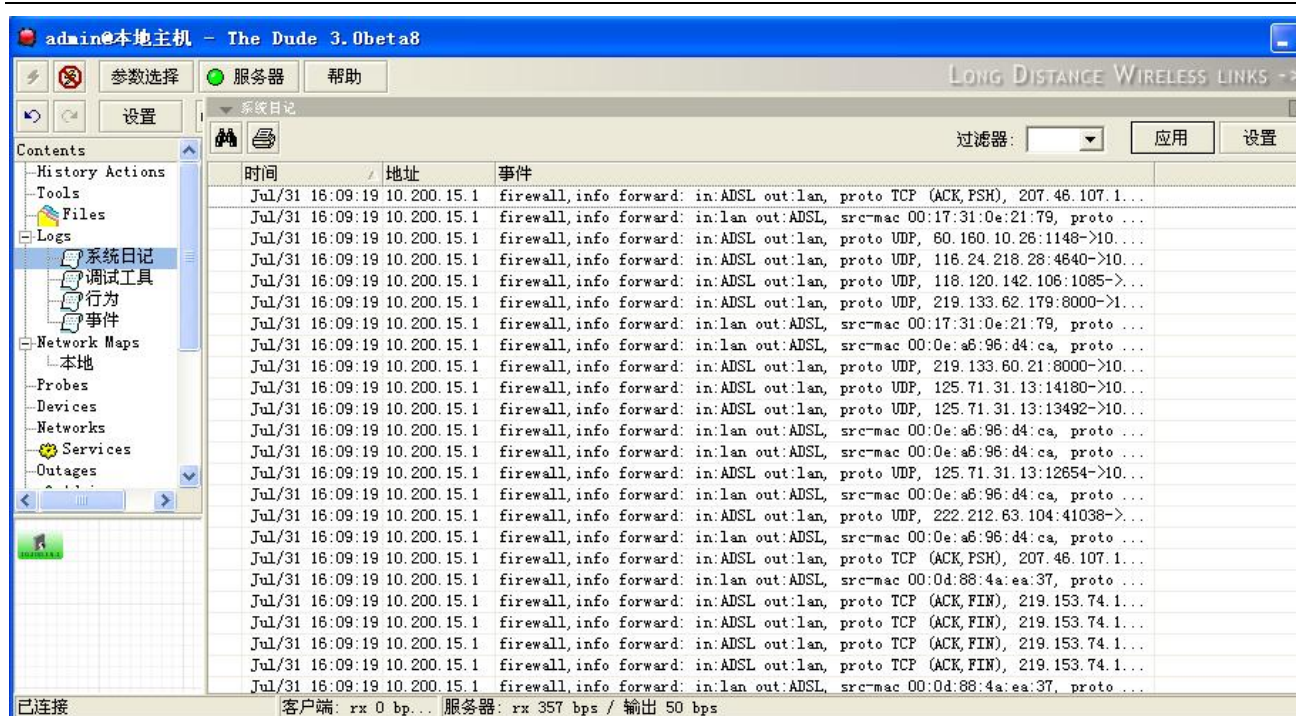 admin@本地主机 - The Dude 3.0beta8
参数选择 服务器 帮助 LONG DISTANCE WIRELESS LINKS ->
设置 系统日记
过滤器: 应用 设置
Contents
History Actions
Tools
Files
Logs
系统日记
调试工具
行为
事件
Network Maps
本地
Probes
Devices
Networks
Services
Outages
时间 地址 事件
Jul/31 16:09:19 10.200.15.1 firewall,info forward: in:ADSL out:lan, proto TCP (ACK,PSH), 207.46.107.1...
Jul/31 16:09:19 10.200.15.1 firewall,info forward: in:lan out:ADSL, src-mac 00:17:31:0e:21:79, proto ...
Jul/31 16:09:19 10.200.15.1 firewall,info forward: in:ADSL out:lan, proto UDP, 60.160.10.26:1148->10....
Jul/31 16:09:19 10.200.15.1 firewall,info forward: in:ADSL out:lan, proto UDP, 116.24.218.28:4640->10...
Jul/31 16:09:19 10.200.15.1 firewall,info forward: in:ADSL out:lan, proto UDP, 118.120.142.106:1085->...
Jul/31 16:09:19 10.200.15.1 firewall,info forward: in:ADSL out:lan, proto UDP, 219.133.62.179:8000->1...
Jul/31 16:09:19 10.200.15.1 firewall,info forward: in:lan out:ADSL, src-mac 00:17:31:0e:21:79, proto ...
Jul/31 16:09:19 10.200.15.1 firewall,info forward: in:lan out:ADSL, src-mac 00:0e:a6:96:d4:ca, proto ...
Jul/31 16:09:19 10.200.15.1 firewall,info forward: in:ADSL out:lan, proto UDP, 219.133.60.21:8000->10...
Jul/31 16:09:19 10.200.15.1 firewall,info forward: in:ADSL out:lan, proto UDP, 125.71.31.13:14180->10...
Jul/31 16:09:19 10.200.15.1 firewall,info forward: in:ADSL out:lan, proto UDP, 125.71.31.13:13492->10...
Jul/31 16:09:19 10.200.15.1 firewall,info forward: in:lan out:ADSL, src-mac 00:0e:a6:96:d4:ca, proto ...
Jul/31 16:09:19 10.200.15.1 firewall,info forward: in:lan out:ADSL, src-mac 00:0e:a6:96:d4:ca, proto ...
Jul/31 16:09:19 10.200.15.1 firewall,info forward: in:ADSL out:lan, proto UDP, 125.71.31.13:12654->10...
Jul/31 16:09:19 10.200.15.1 firewall,info forward: in:lan out:ADSL, src-mac 00:0e:a6:96:d4:ca, proto ...
Jul/31 16:09:19 10.200.15.1 firewall,info forward: in:ADSL out:lan, proto UDP, 222.212.63.104:41038->...
Jul/31 16:09:19 10.200.15.1 firewall,info forward: in:lan out:ADSL, src-mac 00:0e:a6:96:d4:ca, proto ...
Jul/31 16:09:19 10.200.15.1 firewall,info forward: in:ADSL out:lan, proto TCP (ACK,PSH), 207.46.107.1...
Jul/31 16:09:19 10.200.15.1 firewall,info forward: in:lan out:ADSL, src-mac 00:0d:88:4a:ea:37, proto ...
Jul/31 16:09:19 10.200.15.1 firewall,info forward: in:ADSL out:lan, proto TCP (ACK,FIN), 219.153.74.1...
Jul/31 16:09:19 10.200.15.1 firewall,info forward: in:ADSL out:lan, proto TCP (ACK,FIN), 219.153.74.1...
Jul/31 16:09:19 10.200.15.1 firewall,info forward: in:ADSL out:lan, proto TCP (ACK,FIN), 219.153.74.1...
Jul/31 16:09:19 10.200.15.1 firewall,info forward: in:ADSL out:lan, proto TCP (ACK,FIN), 219.153.74.1...
Jul/31 16:09:19 10.200.15.1 firewall,info forward: in:lan out:ADSL, src-mac 00:0d:88:4a:ea:37, proto ...
已连接 客户端: rx 0 bp... 服务器: rx 357 bps / 输出 50 bps